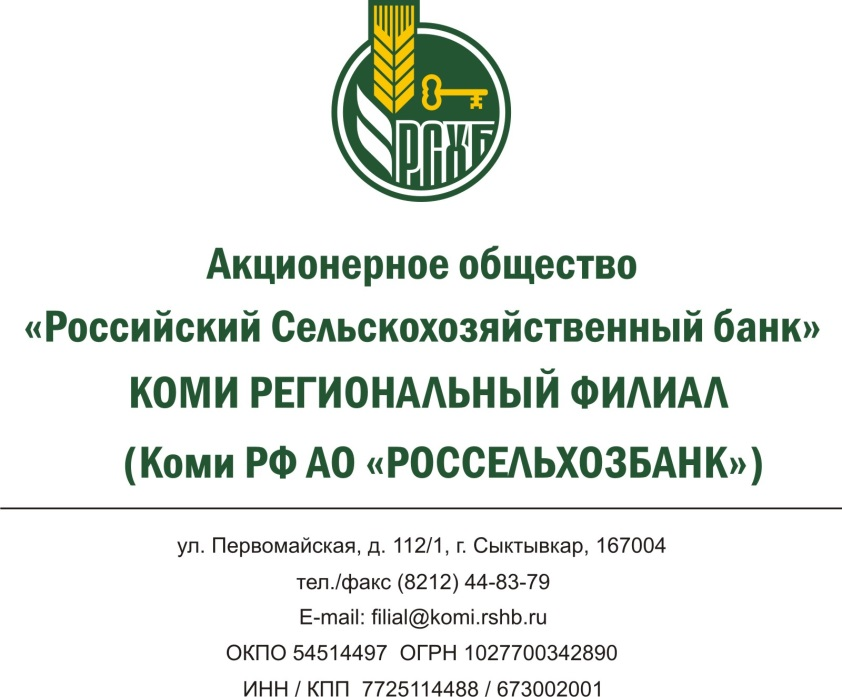 РСХБ
Акционерное общество
«Российский Сельскохозяйственный банк»
КОМИ РЕГИОНАЛЬНЫЙ ФИЛИАЛ
(Коми РФ АО «РОССЕЛЬХОЗБАНК»)
ул. Первомайская, д. 112/1, г. Сыктывкар, 167004
тел./факс (8212) 44-83-79
E-mail: filial@komi.rshb.ru
ОКПО 54514497 ОГРН 1027700342890
ИНН / КПП 7725114488 / 673002001